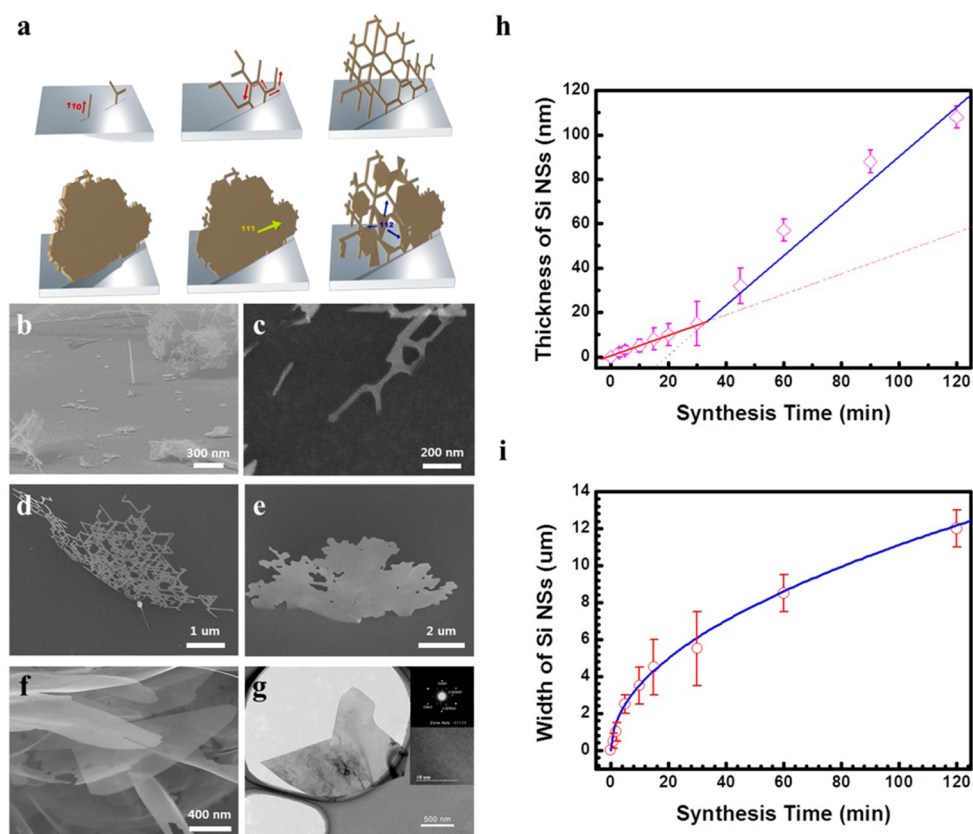 a
110
111
112
b
300 nm
c
200 nm
d
1 um
e
2 um
f
400 nm
g
500 nm
h
Thickness of Si NSs (nm)
120
100
80
60
40
20
0
0 20 40 60 80 100 120
Synthesis Time (min)
i
Width of Si NSs (um)
14
12
10
8
6
4
2
0
0 20 40 60 80 100 120
Synthesis Time (min)